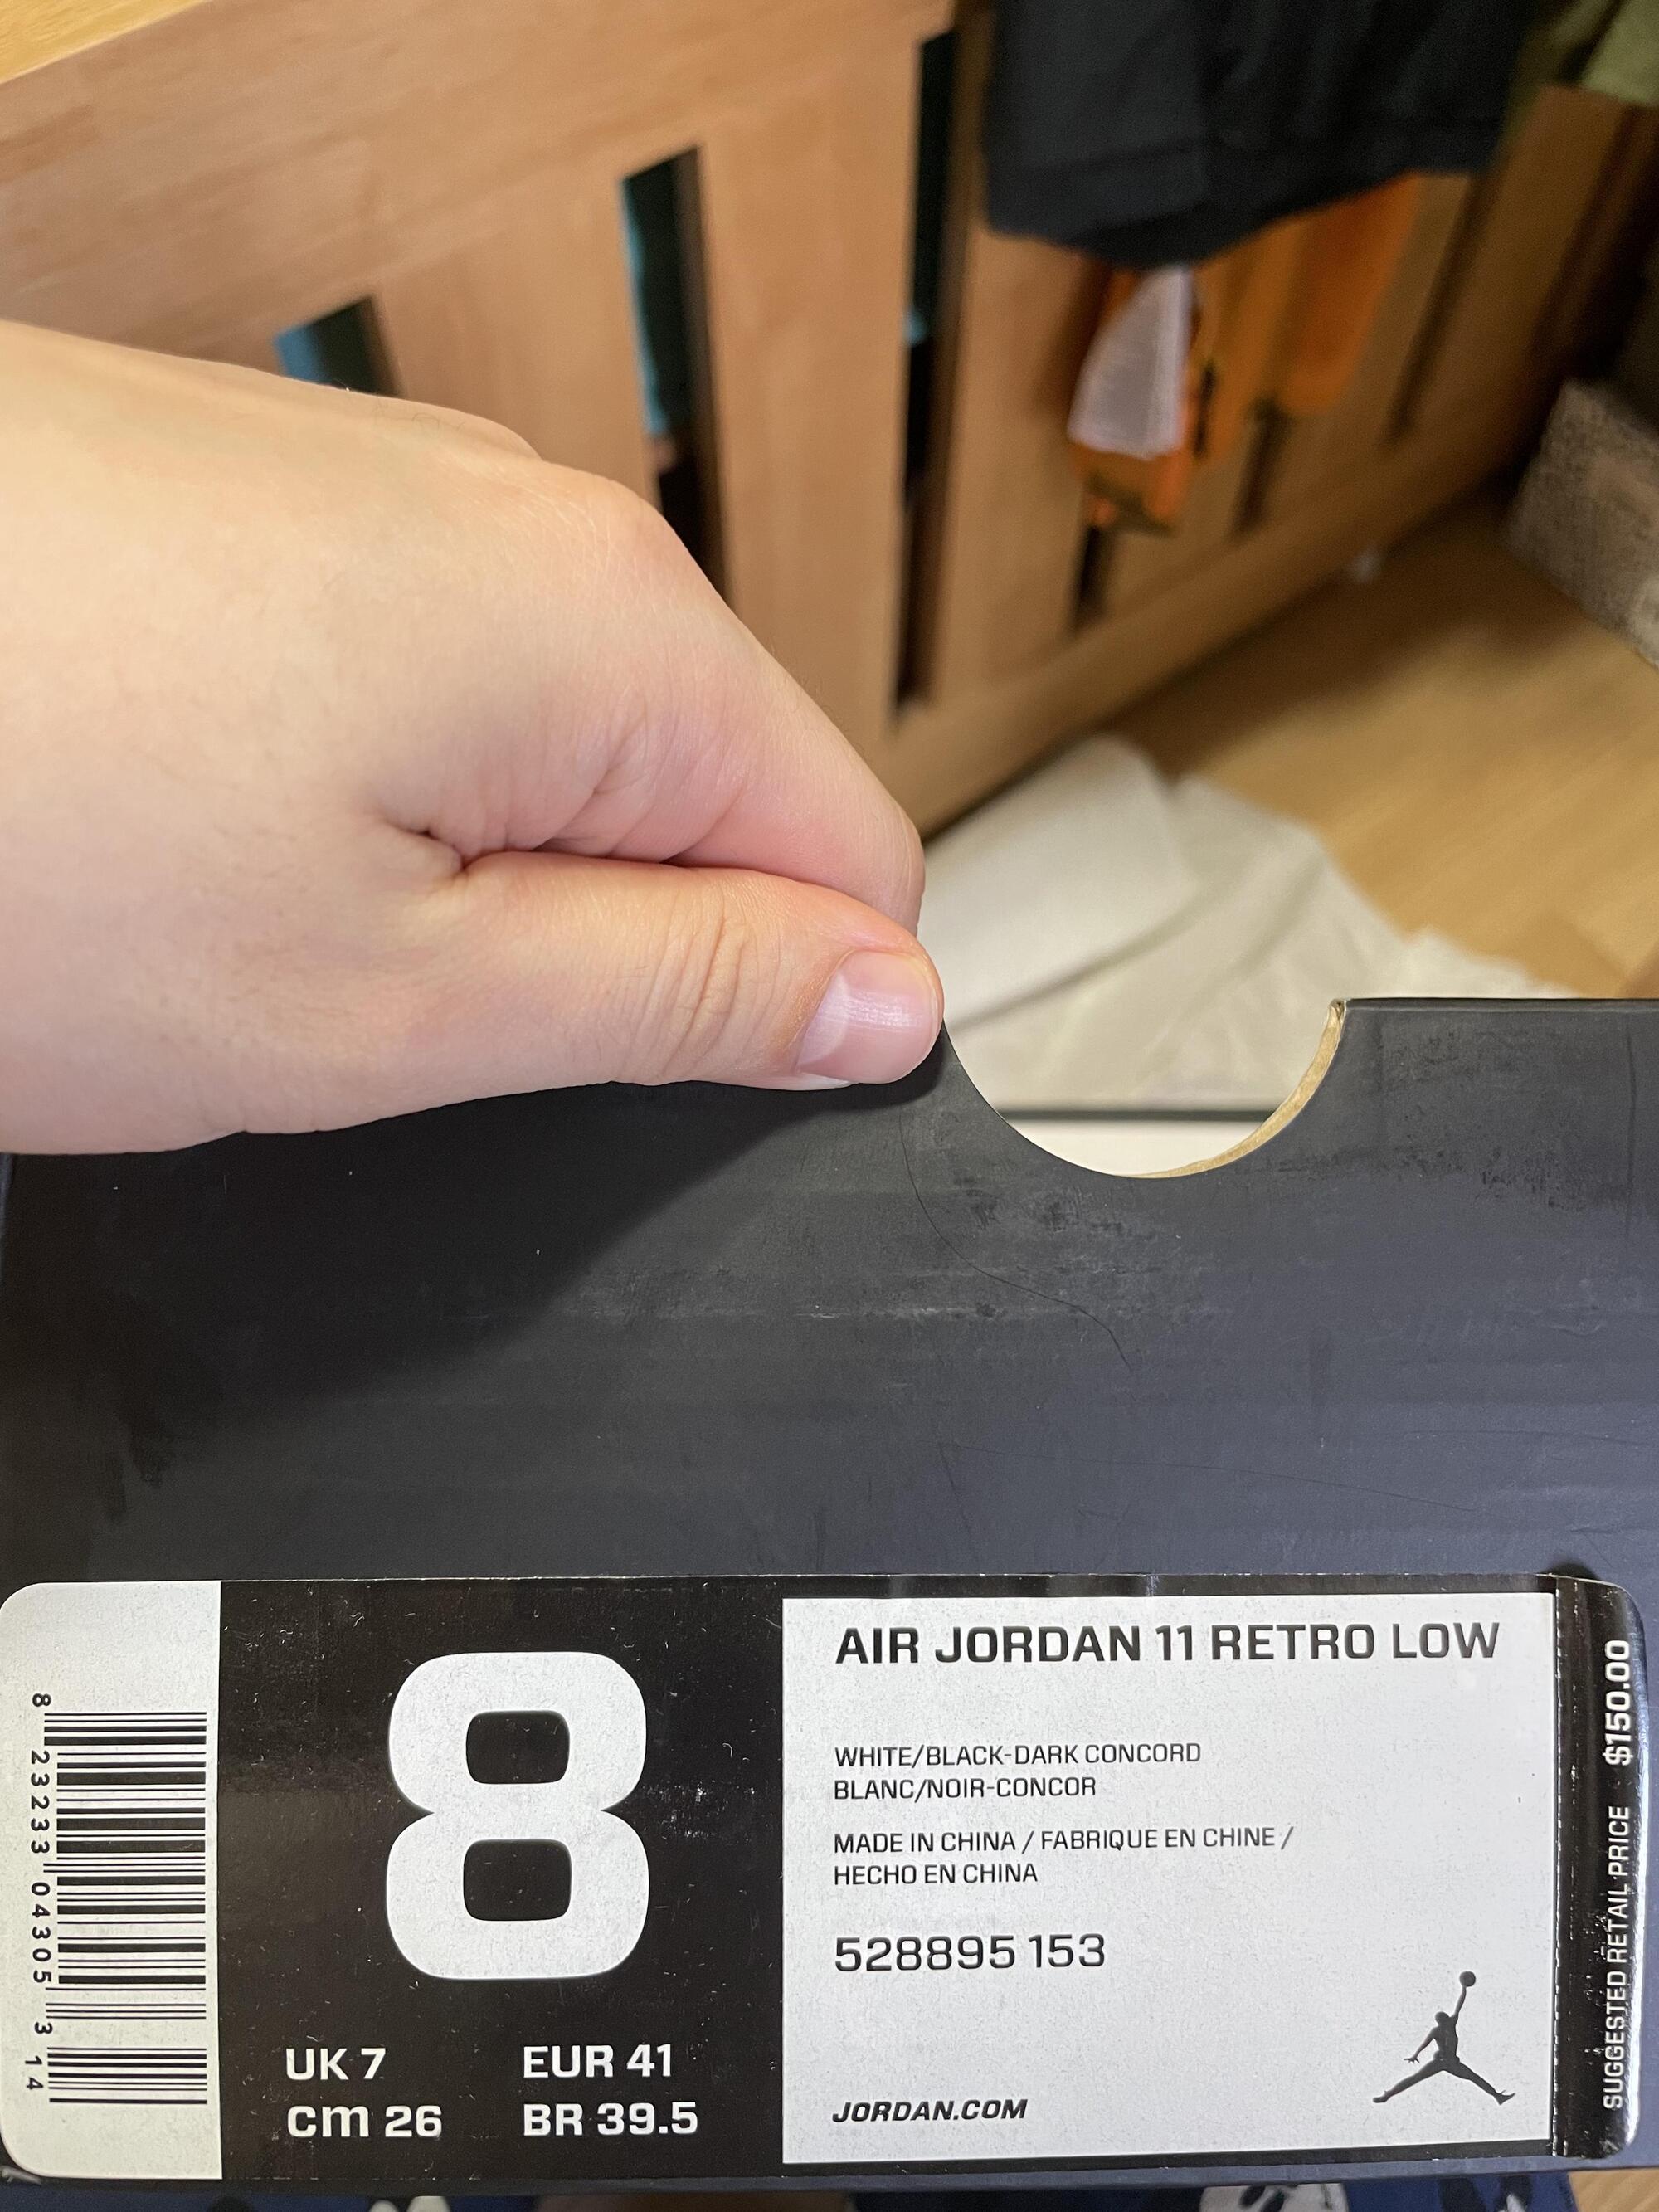 8 23233 04305 3 14
8
UK 7 EUR 41
cm 26 BR 39.5
AIR JORDAN 11 RETRO LOW
WHITE/BLACK-DARK CONCORD
BLANC/NOIR-CONCOR
MADE IN CHINA / FABRIQUE EN CHINE /
HECHO EN CHINA
528895 153
JORDAN.COM
SUGGESTED RETAIL PRICE $150.00